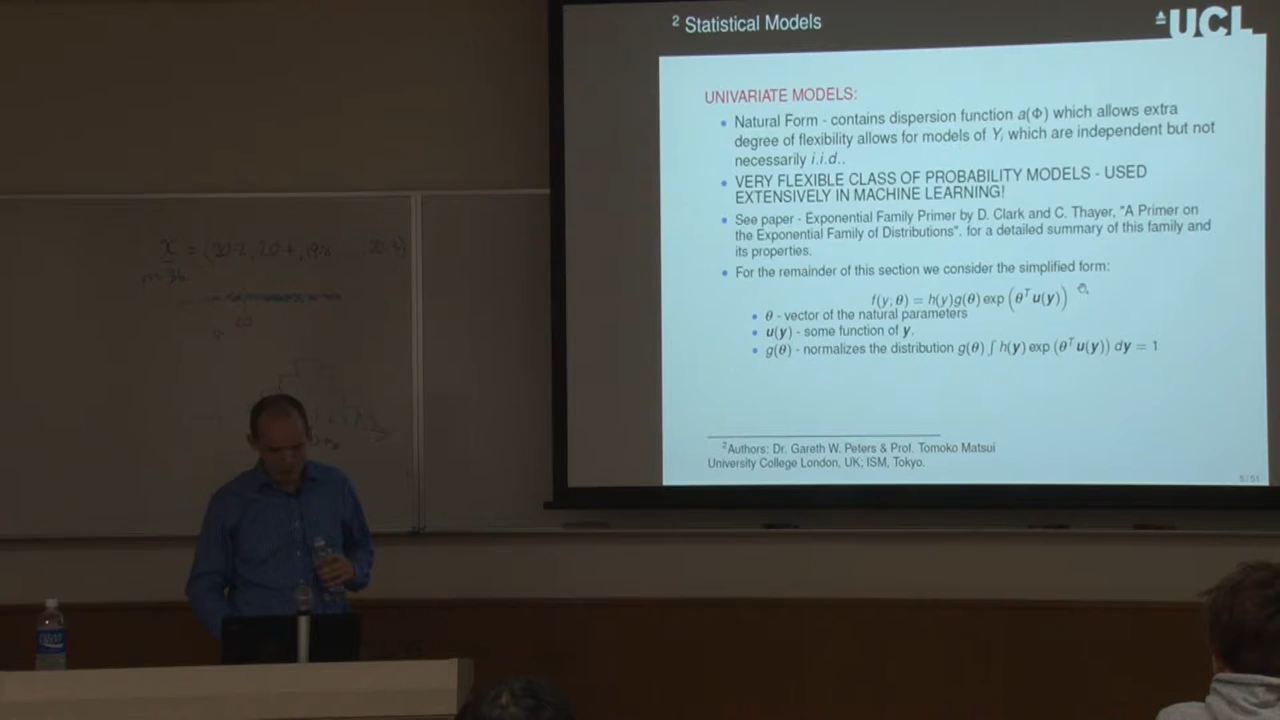 ² Statistical Models
UCL
UNIVARIATE MODELS:
• Natural Form - contains dispersion function a(Φ) which allows extra
degree of flexibility allows for models of Yᵢ which are independent but not
necessarily i.i.d..
• VERY FLEXIBLE CLASS OF PROBABILITY MODELS - USED
EXTENSIVELY IN MACHINE LEARNING!
• See paper - Exponential Family Primer by D. Clark and C. Thayer, "A Primer on
the Exponential Family of Distributions". for a detailed summary of this family and
its properties.
• For the remainder of this section we consider the simplified form:
f(y; θ) = h(y)g(θ) exp (θᵀu(y))
• θ - vector of the natural parameters
• u(y) - some function of y.
• g(θ) - normalizes the distribution g(θ) ∫ h(y) exp (θᵀu(y)) dy = 1
²Authors: Dr. Gareth W. Peters & Prof. Tomoko Matsui
University College London, UK; ISM, Tokyo.
5/51